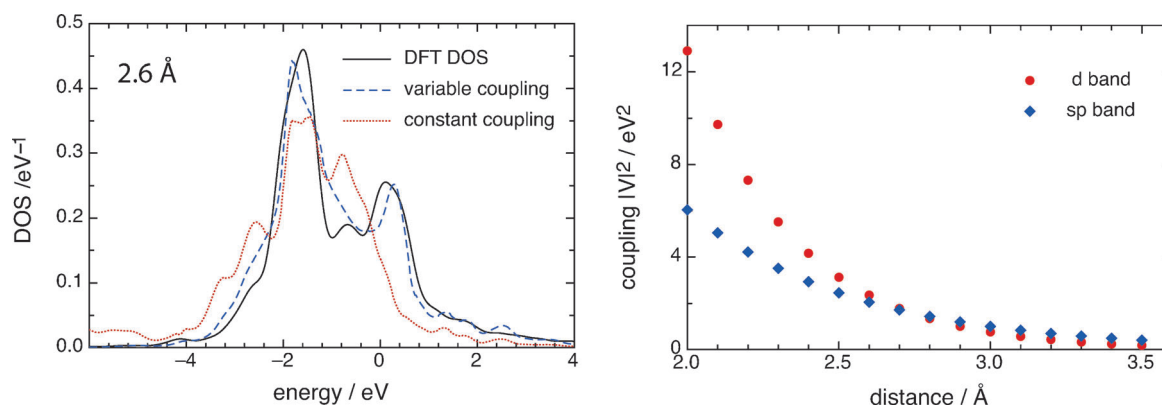 0.5
0.4
0.3
0.2
0.1
0.0
DOS /eV⁻¹
2.6 Å
DFT DOS
variable coupling
constant coupling
−4
−2
0
2
4
energy / eV
12
8
4
0
coupling |V|² / eV²
d band
sp band
2.0
2.5
3.0
3.5
distance / Å